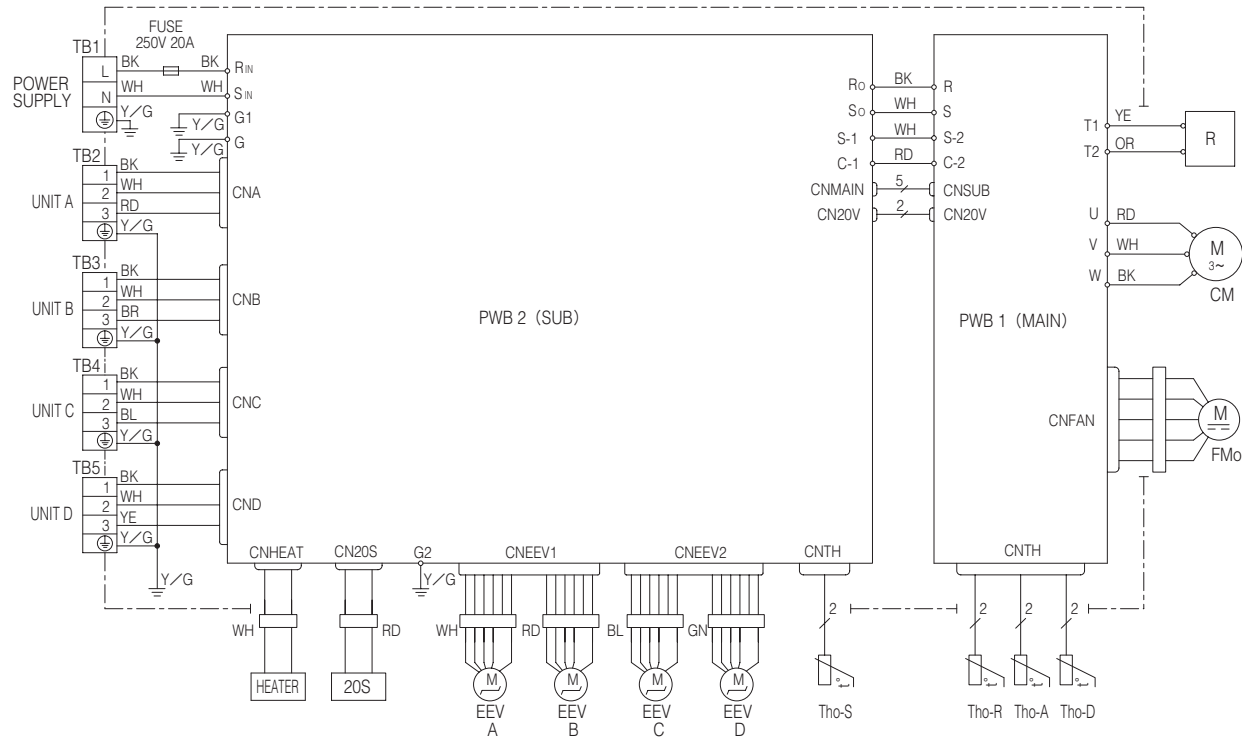 FUSE
250V 20A
TB1
POWER
SUPPLY
L
N
BK
BK
WH
WH
Y/G
RIN
SIN
G1
Y/G
G
Y/G
TB2
UNIT A
1
2
3
BK
WH
RD
Y/G
CNA
TB3
UNIT B
1
2
3
BK
WH
BR
Y/G
CNB
TB4
UNIT C
1
2
3
BK
WH
BL
Y/G
CNC
TB5
UNIT D
1
2
3
BK
WH
YE
Y/G
CND
Y/G
PWB 2 (SUB)
RO
BK
R
SO
WH
S
S-1
WH
S-2
C-1
RD
C-2
CNMAIN
5
CNSUB
CN20V
2
CN20V
PWB 1 (MAIN)
T1
YE
T2
OR
R
U
RD
V
WH
W
BK
M
3~
CM
CNFAN
M
FMo
CNHEAT
CN20S
G2
Y/G
CNEEV1
CNEEV2
CNTH
CNTH
WH
RD
WH
RD
BL
GN
2
2
2
2
HEATER
20S
M
M
M
M
EEV
A
EEV
B
EEV
C
EEV
D
Tho-S
Tho-R
Tho-A
Tho-D